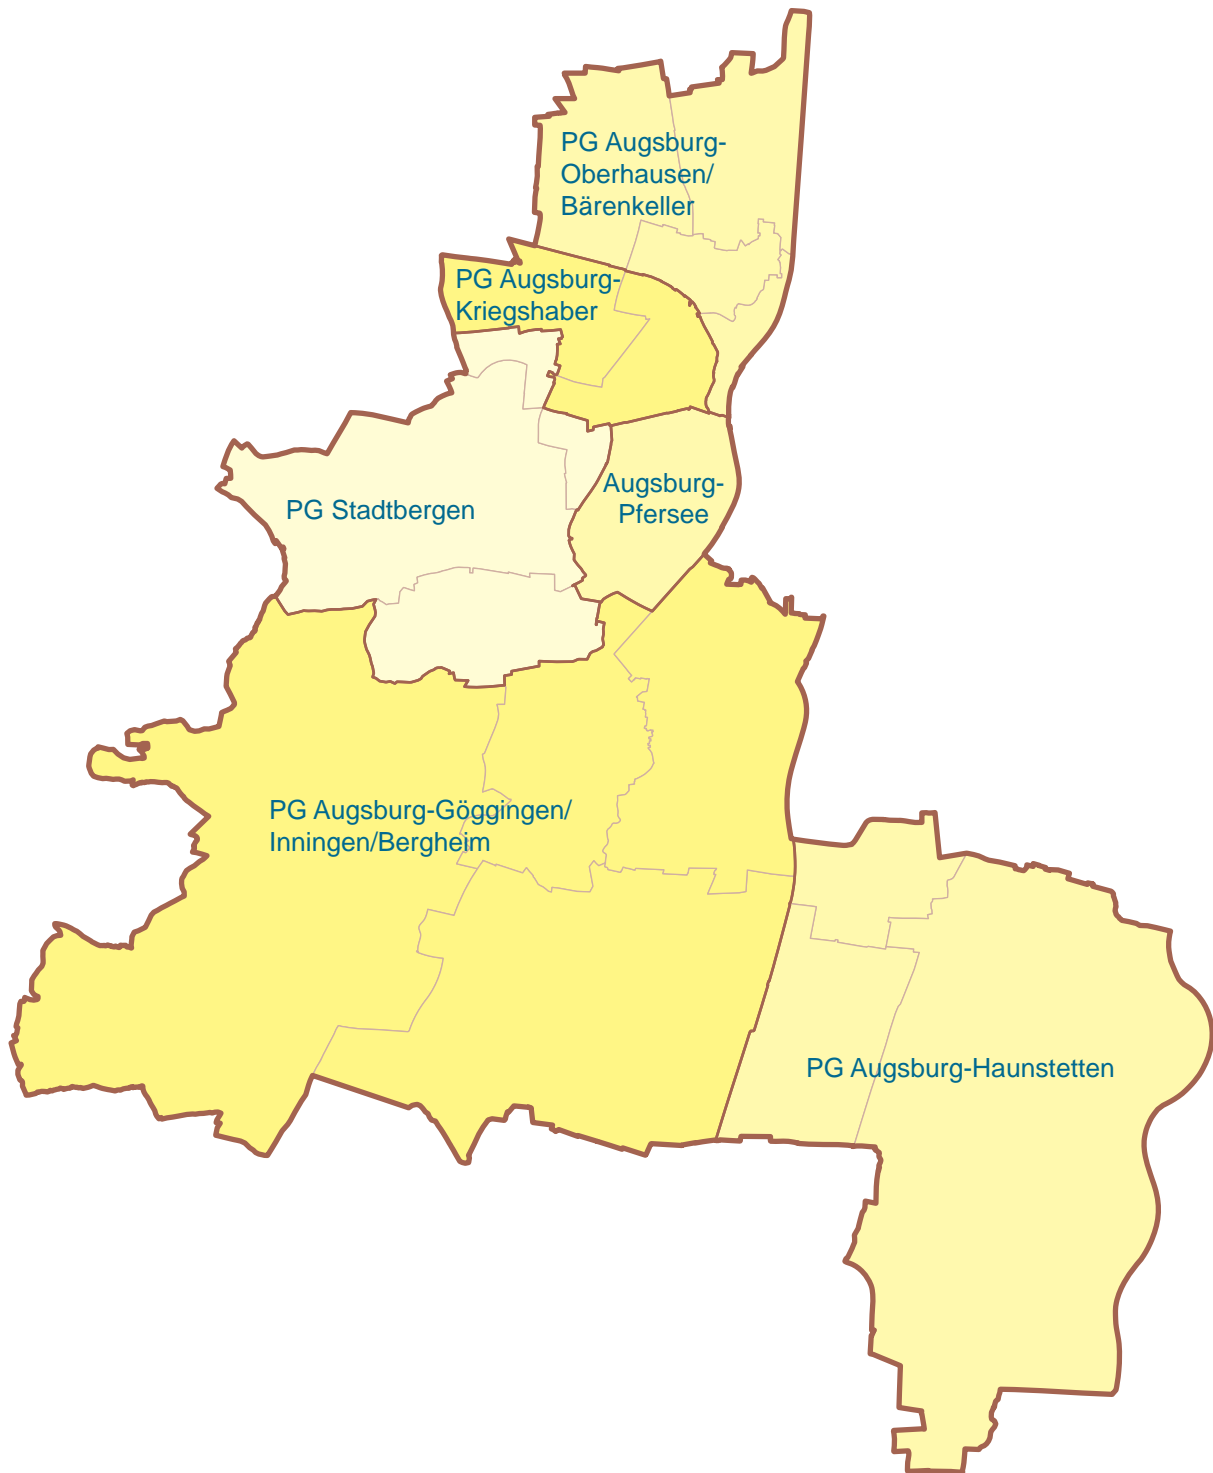 PG Augsburg-
Oberhausen/
Bärenkeller
PG Augsburg-
Kriegshaber
Augsburg-
Pfersee
PG Stadtbergen
PG Augsburg-Göggingen/
Inningen/Bergheim
PG Augsburg-Haunstetten